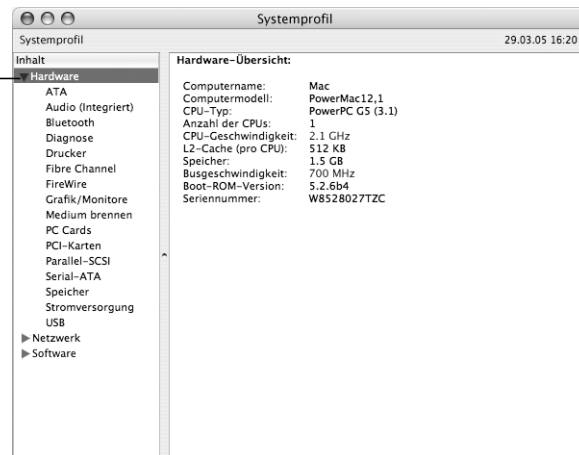 Systemprofil
Systemprofil 29.03.05 16:20
Inhalt
Hardware
ATA
Audio (Integriert)
Bluetooth
Diagnose
Drucker
Fibre Channel
FireWire
Grafik/Monitore
Medium brennen
PC Cards
PCI-Karten
Parallel-SCSI
Serial-ATA
Speicher
Stromversorgung
USB
Netzwerk
Software
Hardware-Übersicht:
Computername: Mac
Computermodell: PowerMac12,1
CPU-Typ: PowerPC G5 (3.1)
Anzahl der CPUs: 1
CPU-Geschwindigkeit: 2.1 GHz
L2-Cache (pro CPU): 512 KB
Speicher: 1.5 GB
Busgeschwindigkeit: 700 MHz
Boot-ROM-Version: 5.2.6b4
Seriennummer: W8528027TZC